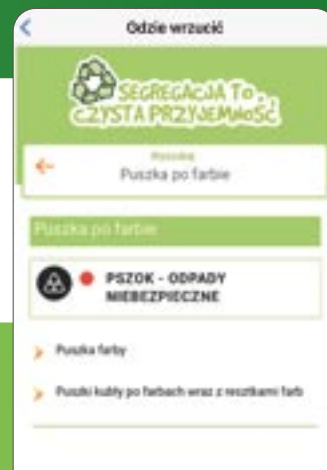 Gdzie wrzucić
SEGREGACJA TO
CZYSTA PRZYJEMNOŚĆ
Wyszukaj
Puszka po farbie
Puszka po farbie
PSZOK - ODPADY
NIEBEZPIECZNE
Puszka farby
Puszki kubły po farbach wraz z resztkami farb